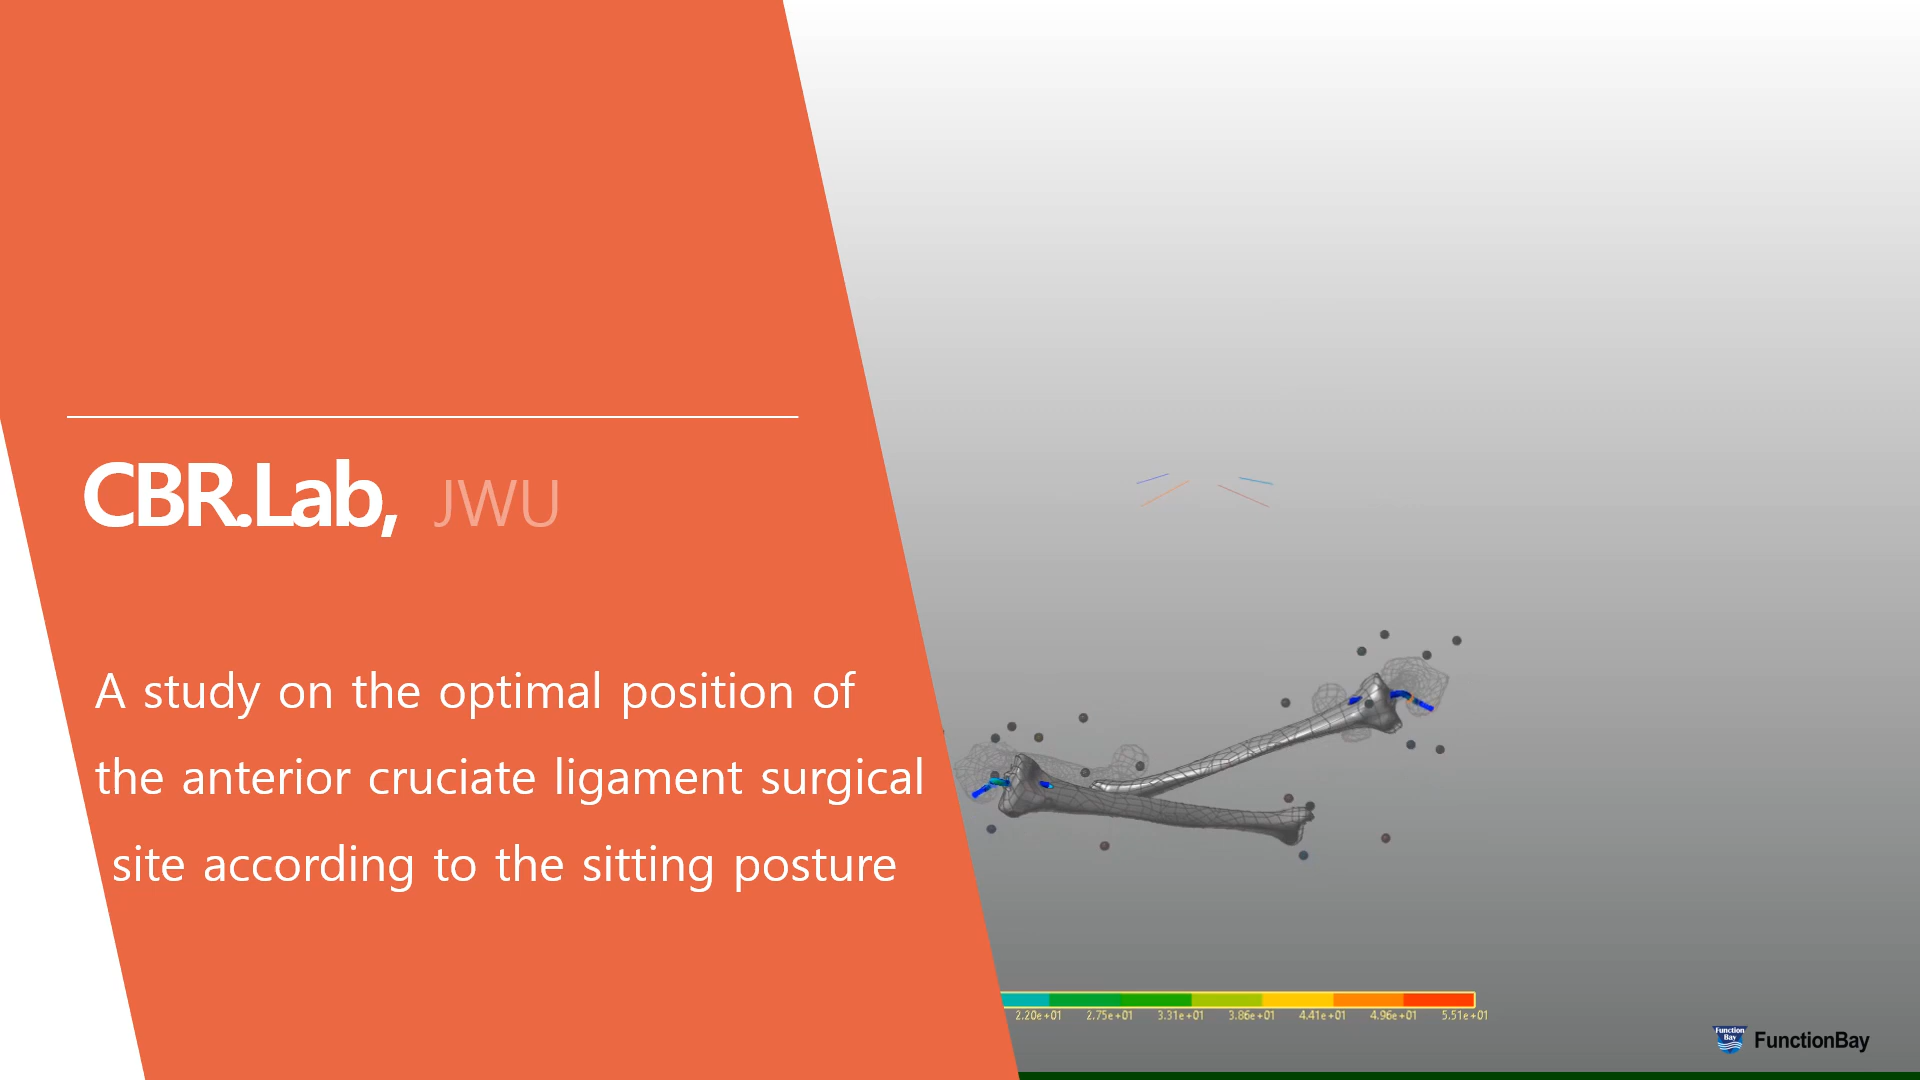 CBR.Lab, JWU
A study on the optimal position of
the anterior cruciate ligament surgical
site according to the sitting posture
2.20e+01 2.75e+01 3.31e+01 3.86e+01 4.41e+01 4.96e+01 5.51e+01
Function
Bay
FunctionBay